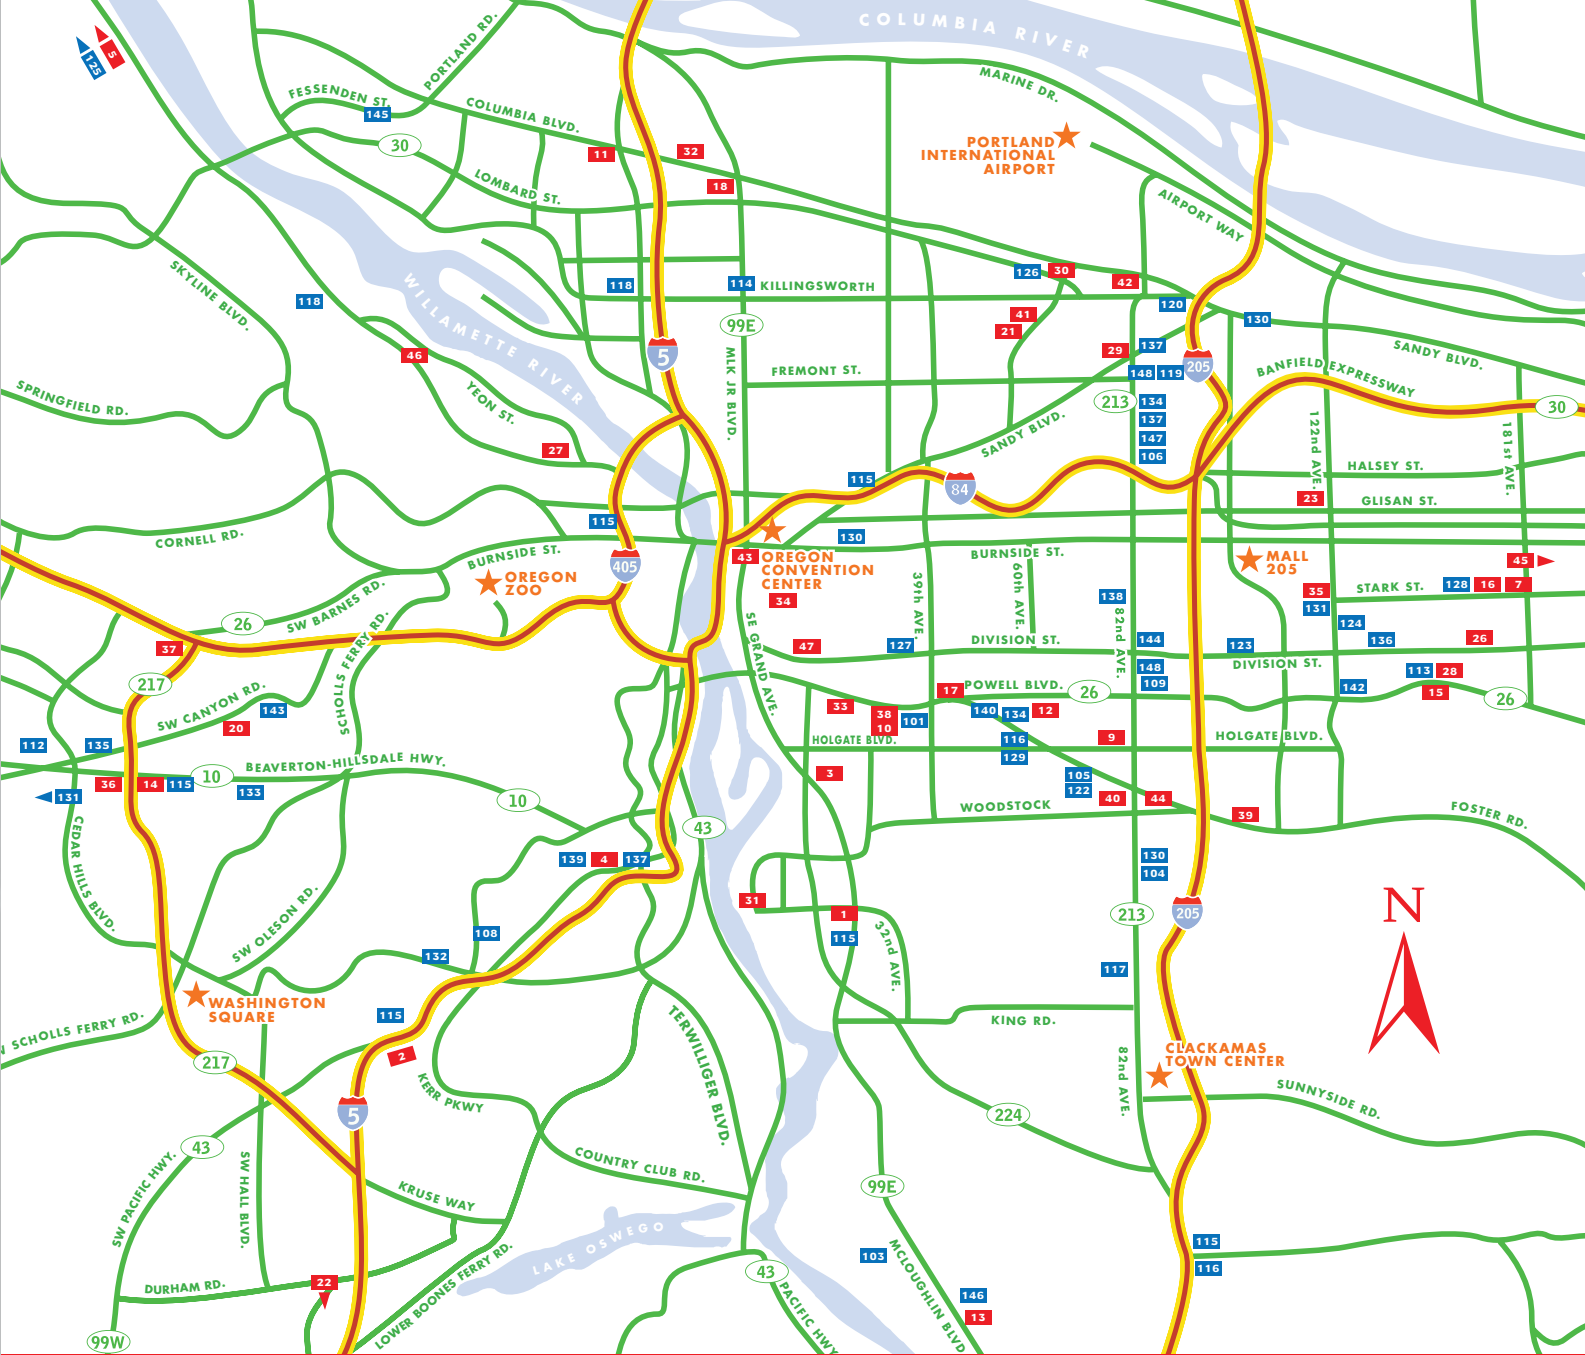 COLUMBIA RIVER
5
125
PORTLAND RD.
FESSENDEN ST.
145
COLUMBIA BLVD.
MARINE DR.
30
11
32
18
PORTLAND
INTERNATIONAL
AIRPORT
LOMBARD ST.
AIRPORT WAY
SKYLINE BLVD.
118
118
114
KILLINGSWORTH
126
30
42
120
130
WILLAMETTE RIVER
99E
41
21
46
5
MLK JR BLVD.
FREMONT ST.
29
137
148
119
205
SANDY BLVD.
BANFIELD EXPRESSWAY
SPRINGFIELD RD.
YEON ST.
213
134
137
147
106
30
27
SANDY BLVD.
122nd AVE.
181st AVE.
HALSEY ST.
115
84
23
GLISAN ST.
CORNELL RD.
115
130
BURNSIDE ST.
405
43
OREGON
CONVENTION
CENTER
BURNSIDE ST.
MALL
205
45
OREGON
ZOO
34
39th AVE.
60th AVE.
138
82nd AVE.
35
131
STARK ST.
128
16
7
26
SW BARNES RD.
SE GRAND AVE.
124
37
SCHOLLS FERRY RD.
47
127
DIVISION ST.
144
123
136
26
DIVISION ST.
217
148
109
113
28
SW CANYON RD.
17
POWELL BLVD.
26
142
15
26
143
20
33
38
10
101
140
134
12
112
135
HOLGATE BLVD.
116
129
9
HOLGATE BLVD.
BEAVERTON-HILLSDALE HWY.
36
14
115
10
133
3
105
122
131
10
40
44
WOODSTOCK
39
FOSTER RD.
43
CEDAR HILLS BLVD.
139
4
137
130
104
31
1
115
213
205
N
SW OLESON RD.
108
132
32nd AVE.
117
WASHINGTON
SQUARE
115
SCHOLLS FERRY RD.
TERWILLIGER BLVD.
KING RD.
2
CLACKAMAS
TOWN CENTER
217
KERR PKWY
82nd AVE.
SUNNYSIDE RD.
5
224
43
SW PACIFIC HWY.
SW HALL BLVD.
COUNTRY CLUB RD.
KRUSE WAY
99E
LAKE OSWEGO
115
103
116
LOWER BOONES FERRY RD.
MCLOUGHLIN BLVD
43
PACIFIC HWY
DURHAM RD.
22
146
13
99W